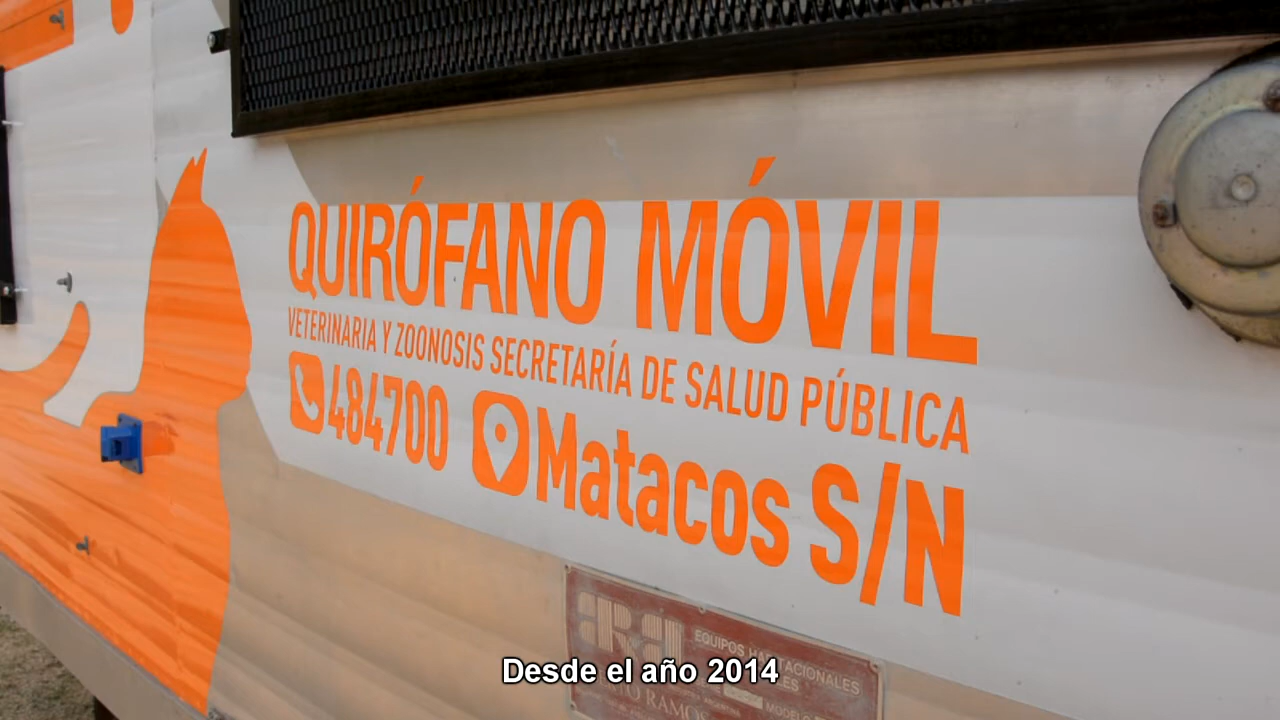 QUIRÓFANO MÓVIL
VETERINARIA Y ZOONOSIS SECRETARÍA DE SALUD PÚBLICA
484700 Matacos S/N
EQUIPOS
Desde el año 2014